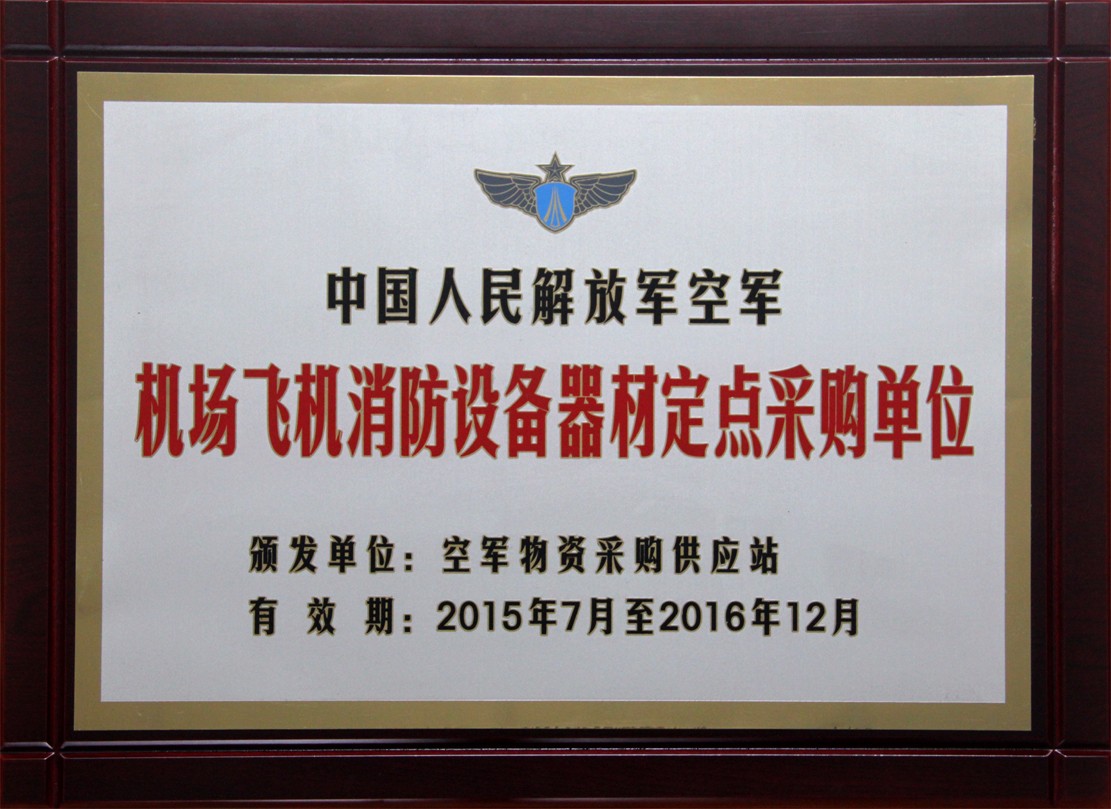 中国人民解放军空军
机场飞机消防设备器材定点采购单位
颁发单位：空军物资采购供应站
有效期：2015年7月至2016年12月